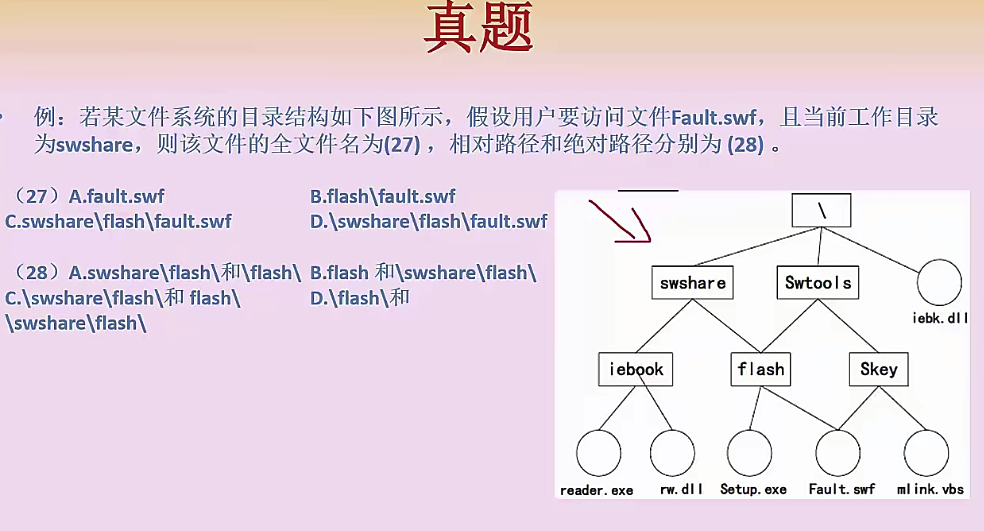 真题
例：若某文件系统的目录结构如下图所示，假设用户要访问文件Fault.swf，且当前工作目录
为swshare，则该文件的全文件名为(27) ，相对路径和绝对路径分别为 (28) 。
（27）A.fault.swf B.flash\fault.swf
C.swshare\flash\fault.swf D.\swshare\flash\fault.swf
（28）A.swshare\flash\和\flash\ B.flash 和\swshare\flash\
C.\swshare\flash\和 flash\ D.\flash\和
\swshare\flash\
\
swshare Swtools
iebk.dll
iebook flash Skey
reader.exe rw.dll Setup.exe Fault.swf mlink.vbs